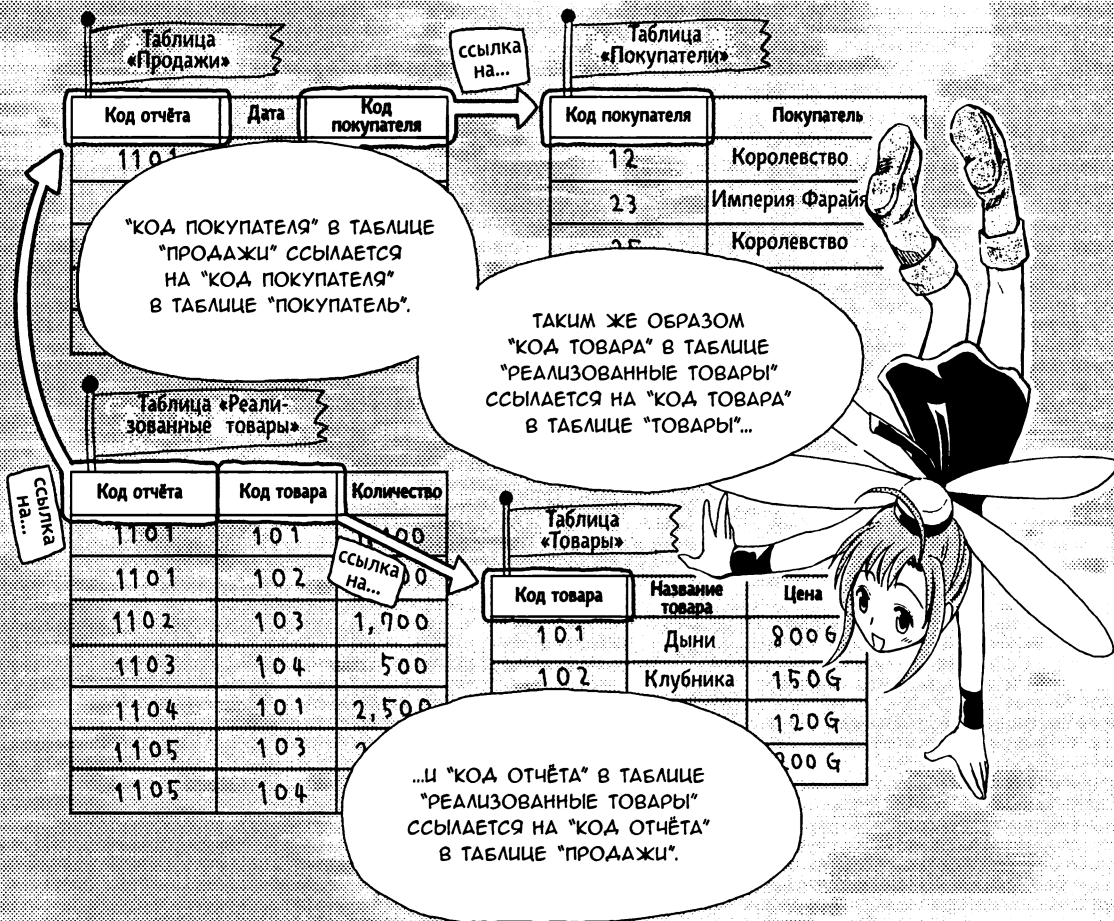 Таблица
«Продажи»
ссылка
на...
Таблица
«Покупатели»
Код отчёта Дата Код
покупателя
Код покупателя Покупатель
1101
12 Королевство
23 Империя Фарайя
Королевство
"КОД ПОКУПАТЕЛЯ" В ТАБЛИЦЕ
"ПРОДАЖИ" ССЫЛАЕТСЯ
НА "КОД ПОКУПАТЕЛЯ"
В ТАБЛИЦЕ "ПОКУПАТЕЛЬ".
ТАКИМ ЖЕ ОБРАЗОМ
"КОД ТОВАРА" В ТАБЛИЦЕ
"РЕАЛИЗОВАННЫЕ ТОВАРЫ"
ССЫЛАЕТСЯ НА "КОД ТОВАРА"
В ТАБЛИЦЕ "ТОВАРЫ"...
Таблица «Реали-
зованные товары»
ссылка
на...
Код отчёта Код товара Количество
1101 101
1101 102
1102 103 1,700
1103 104 500
1104 101 2,500
1105 103
1105 104
ссылка
на...
Таблица
«Товары»
Код товара Название
товара Цена
101 Дыни 800G
102 Клубника 150G
120G
...И "КОД ОТЧЁТА" В ТАБЛИЦЕ
"РЕАЛИЗОВАННЫЕ ТОВАРЫ"
ССЫЛАЕТСЯ НА "КОД ОТЧЁТА"
В ТАБЛИЦЕ "ПРОДАЖИ".